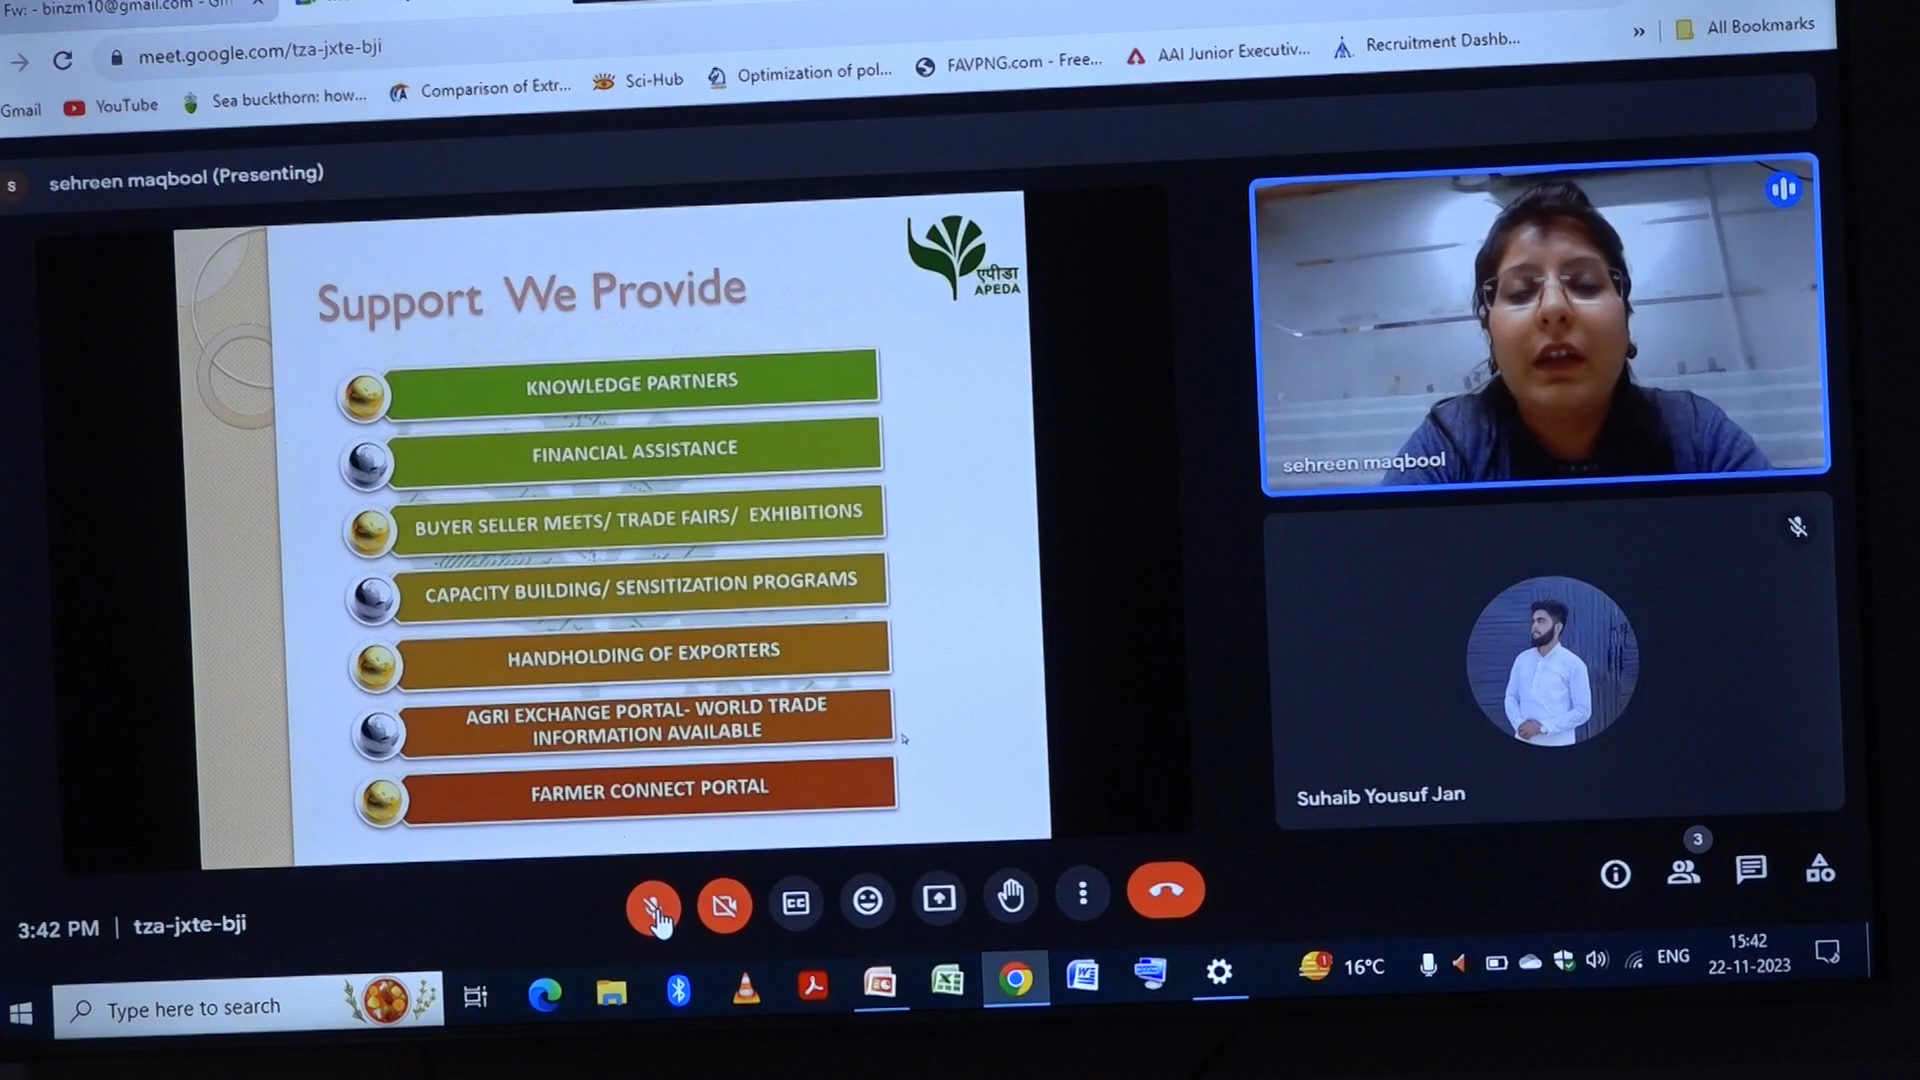 Fw: - binzm10@gmail.com -
meet.google.com/tza-jxte-bji
All Bookmarks
Gmail
YouTube
Sea buckthorn: how...
Comparison of Extr...
Sci-Hub
Optimization of pol...
FAVPNG.com - Free...
AAI Junior Executiv...
Recruitment Dashb...
s
sehreen maqbool (Presenting)
Support We Provide
एपीडा
APEDA
KNOWLEDGE PARTNERS
FINANCIAL ASSISTANCE
BUYER SELLER MEETS/ TRADE FAIRS/ EXHIBITIONS
CAPACITY BUILDING/ SENSITIZATION PROGRAMS
HANDHOLDING OF EXPORTERS
AGRI EXCHANGE PORTAL- WORLD TRADE
INFORMATION AVAILABLE
FARMER CONNECT PORTAL
sehreen maqbool
Suhaib Yousuf Jan
3
3:42 PM | tza-jxte-bji
CC
Type here to search
1
16°C
ENG
15:42
22-11-2023